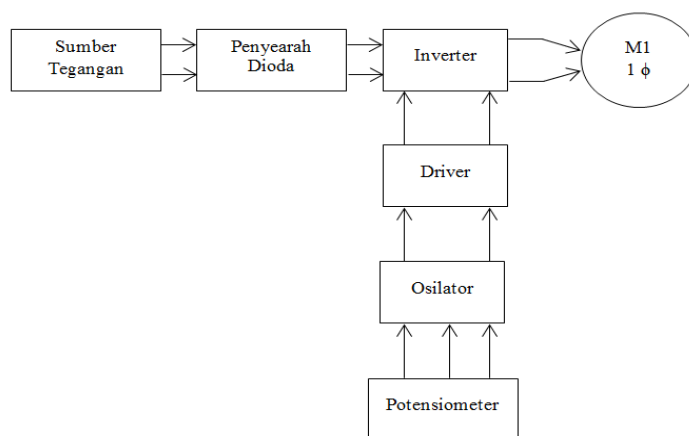 Sumber
Tegangan
Penyearah
Dioda
Inverter
M1
1 ϕ
Driver
Osilator
Potensiometer